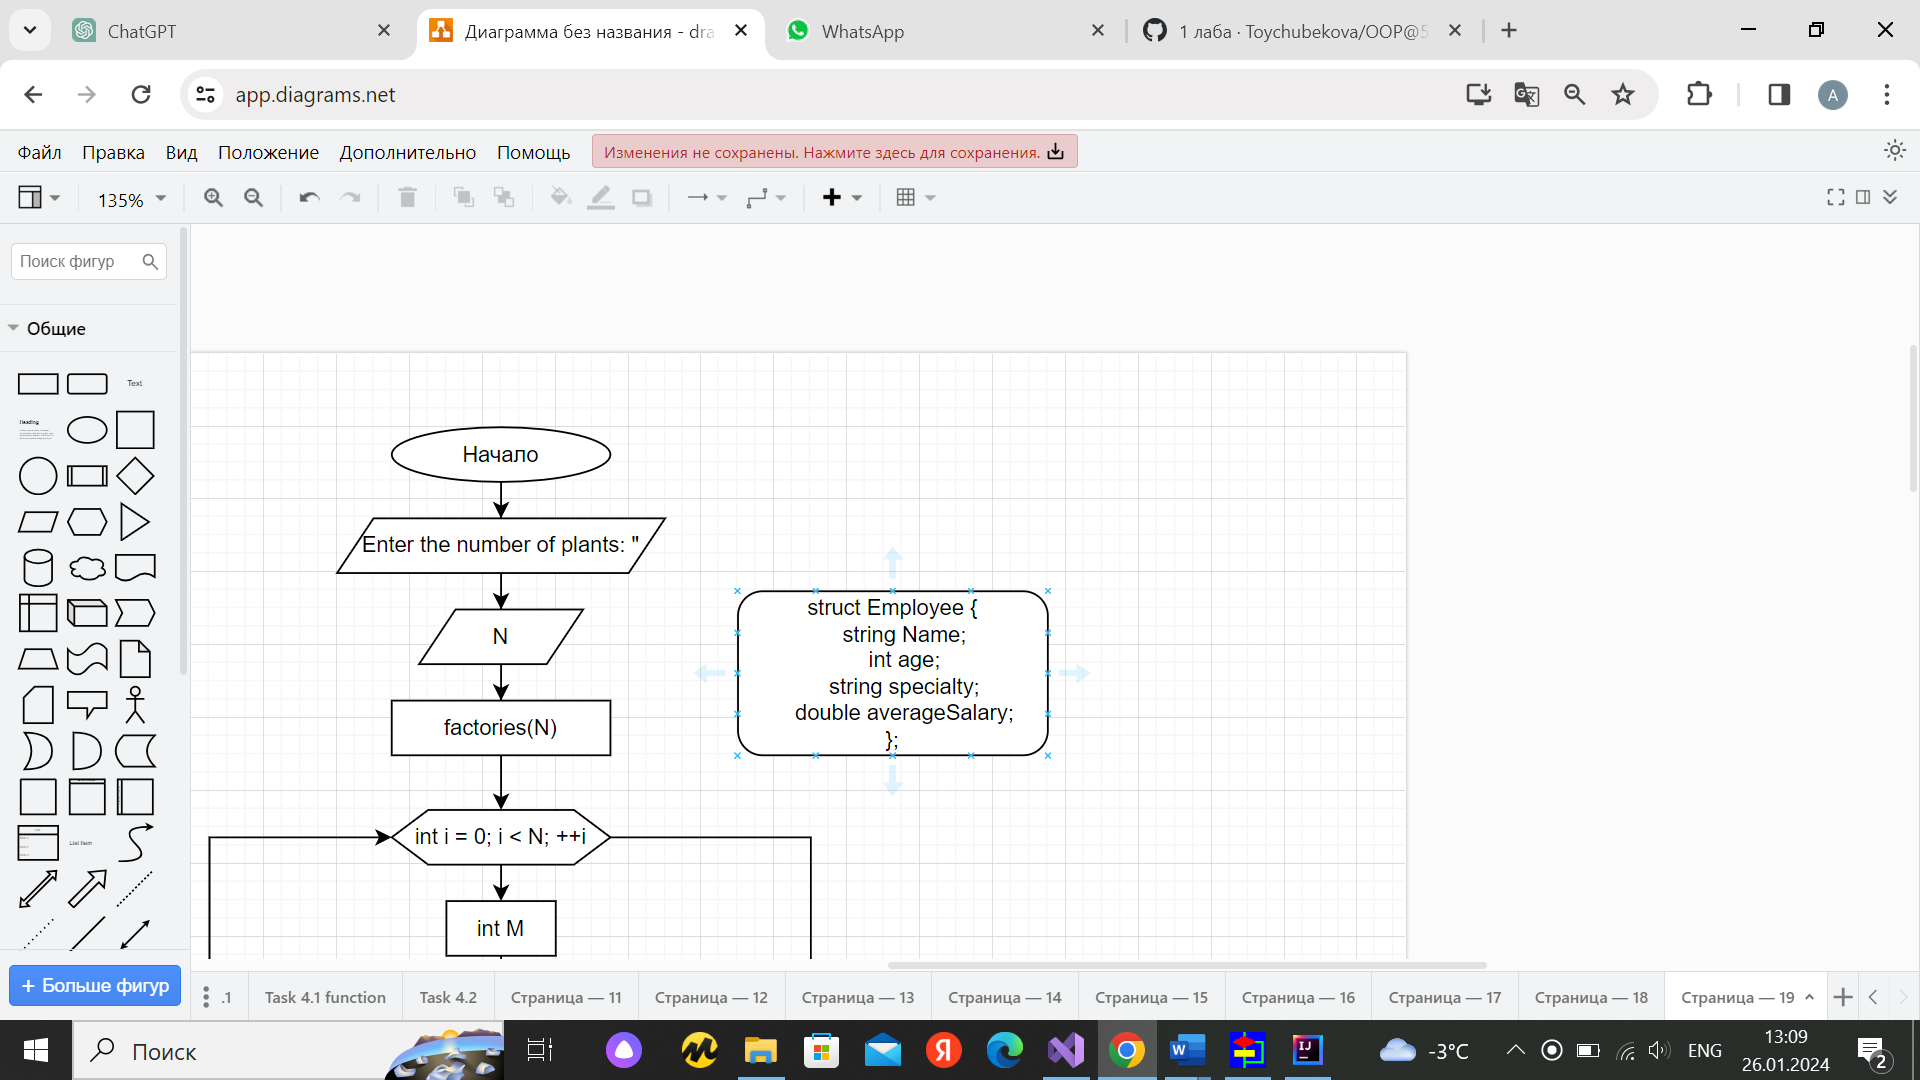 ChatGPT
Диаграмма без названия - dra
WhatsApp
1 лаба · Toychubekova/OOP@5
app.diagrams.net
A
Файл Правка Вид Положение Дополнительно Помощь
Изменения не сохранены. Нажмите здесь для сохранения.
135%
Поиск фигур
Общие
Text
Heading
List Item
Начало
Enter the number of plants: "
N
factories(N)
int i = 0; i < N; ++i
int M
struct Employee {
string Name;
int age;
string specialty;
double averageSalary;
};
+ Больше фигур
.1
Task 4.1 function
Task 4.2
Страница — 11
Страница — 12
Страница — 13
Страница — 14
Страница — 15
Страница — 16
Страница — 17
Страница — 18
Страница — 19
Поиск
-3°C
ENG
13:09
26.01.2024
2